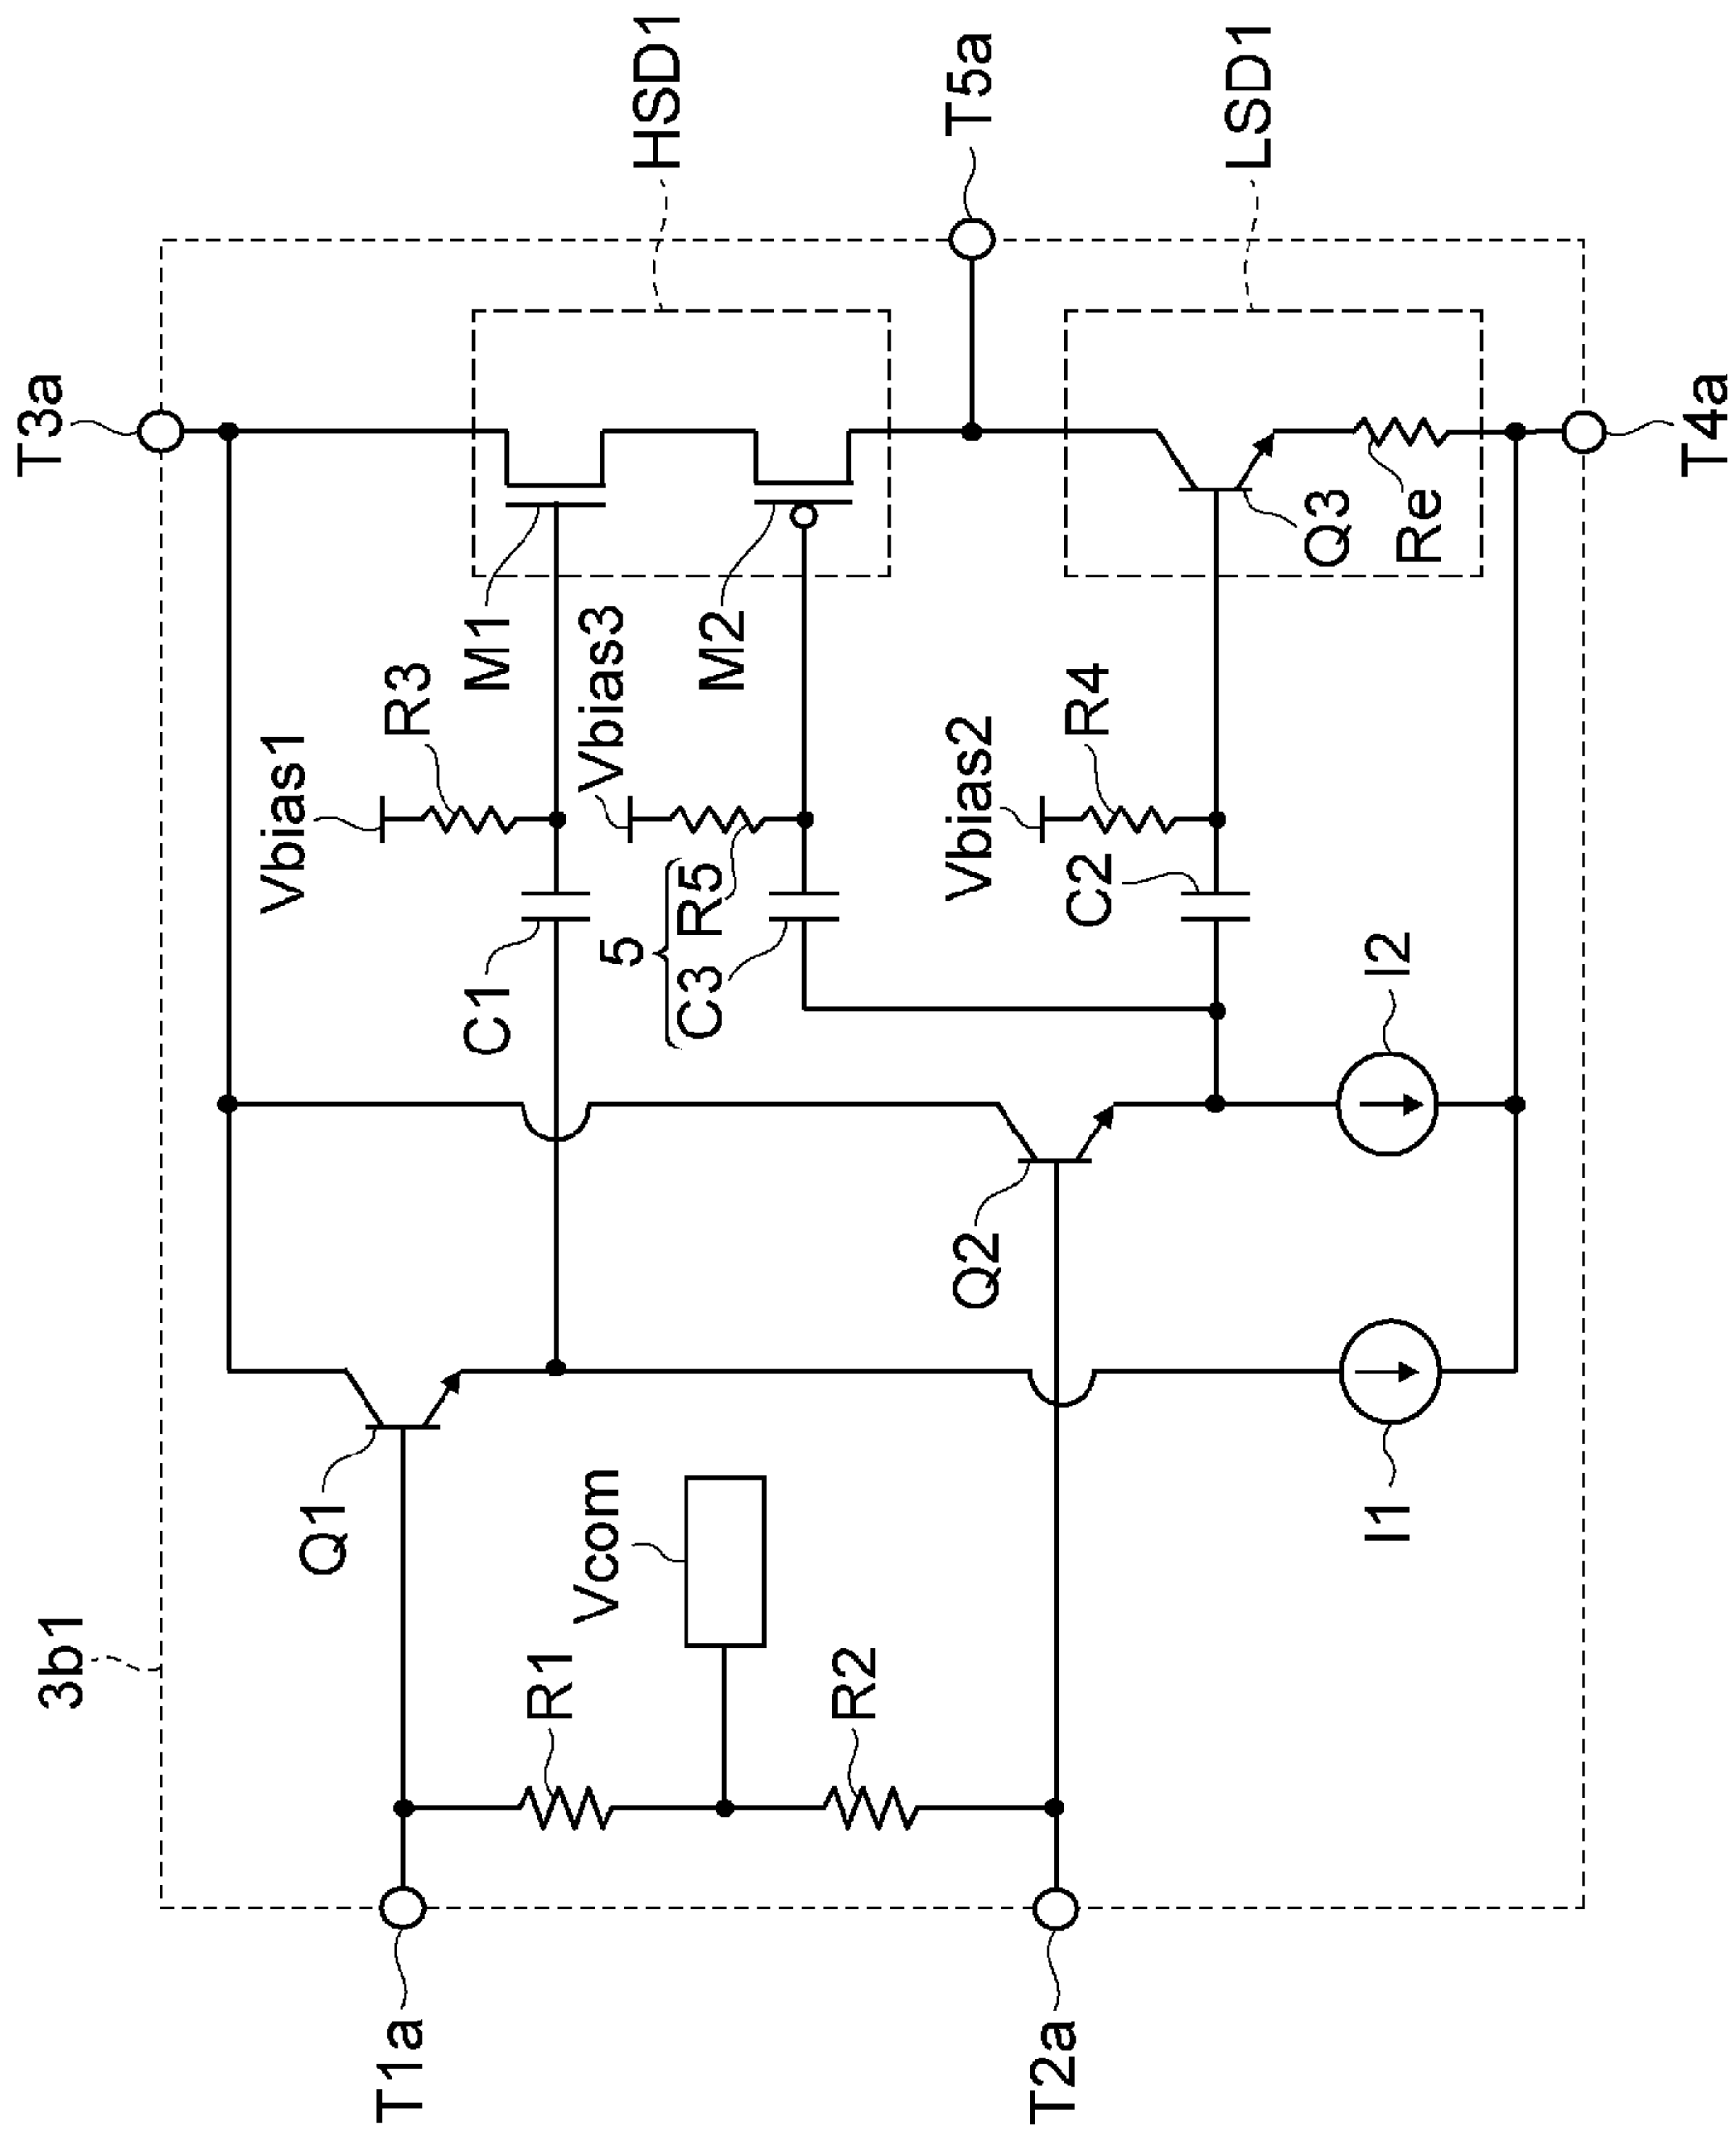 3b1
T3a
T1a
T2a
Q1
R1
Vcom
R2
I1
Q2
I2
C1
5
C3
R5
C2
Vbias1
R3
Vbias3
Vbias2
R4
M1
M2
Q3
Re
HSD1
T5a
LSD1
T4a